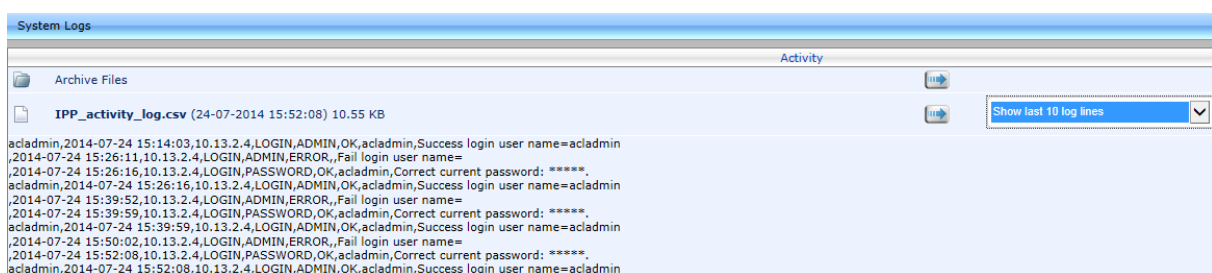 System Logs
Activity
Archive Files
IPP_activity_log.csv (24-07-2014 15:52:08) 10.55 KB
Show last 10 log lines
acladmin,2014-07-24 15:14:03,10.13.2.4,LOGIN,ADMIN,OK,acladmin,Success login user name=acladmin
,2014-07-24 15:26:11,10.13.2.4,LOGIN,ADMIN,ERROR,,Fail login user name=
,2014-07-24 15:26:16,10.13.2.4,LOGIN,PASSWORD,OK,acladmin,Correct current password: *****.
acladmin,2014-07-24 15:26:16,10.13.2.4,LOGIN,ADMIN,OK,acladmin,Success login user name=acladmin
,2014-07-24 15:39:52,10.13.2.4,LOGIN,ADMIN,ERROR,,Fail login user name=
,2014-07-24 15:39:59,10.13.2.4,LOGIN,PASSWORD,OK,acladmin,Correct current password: *****.
acladmin,2014-07-24 15:39:59,10.13.2.4,LOGIN,ADMIN,OK,acladmin,Success login user name=acladmin
,2014-07-24 15:50:02,10.13.2.4,LOGIN,ADMIN,ERROR,,Fail login user name=
,2014-07-24 15:52:08,10.13.2.4,LOGIN,PASSWORD,OK,acladmin,Correct current password: *****.
acladmin,2014-07-24 15:52:08,10.13.2.4,LOGIN,ADMIN,OK,acladmin,Success login user name=acladmin